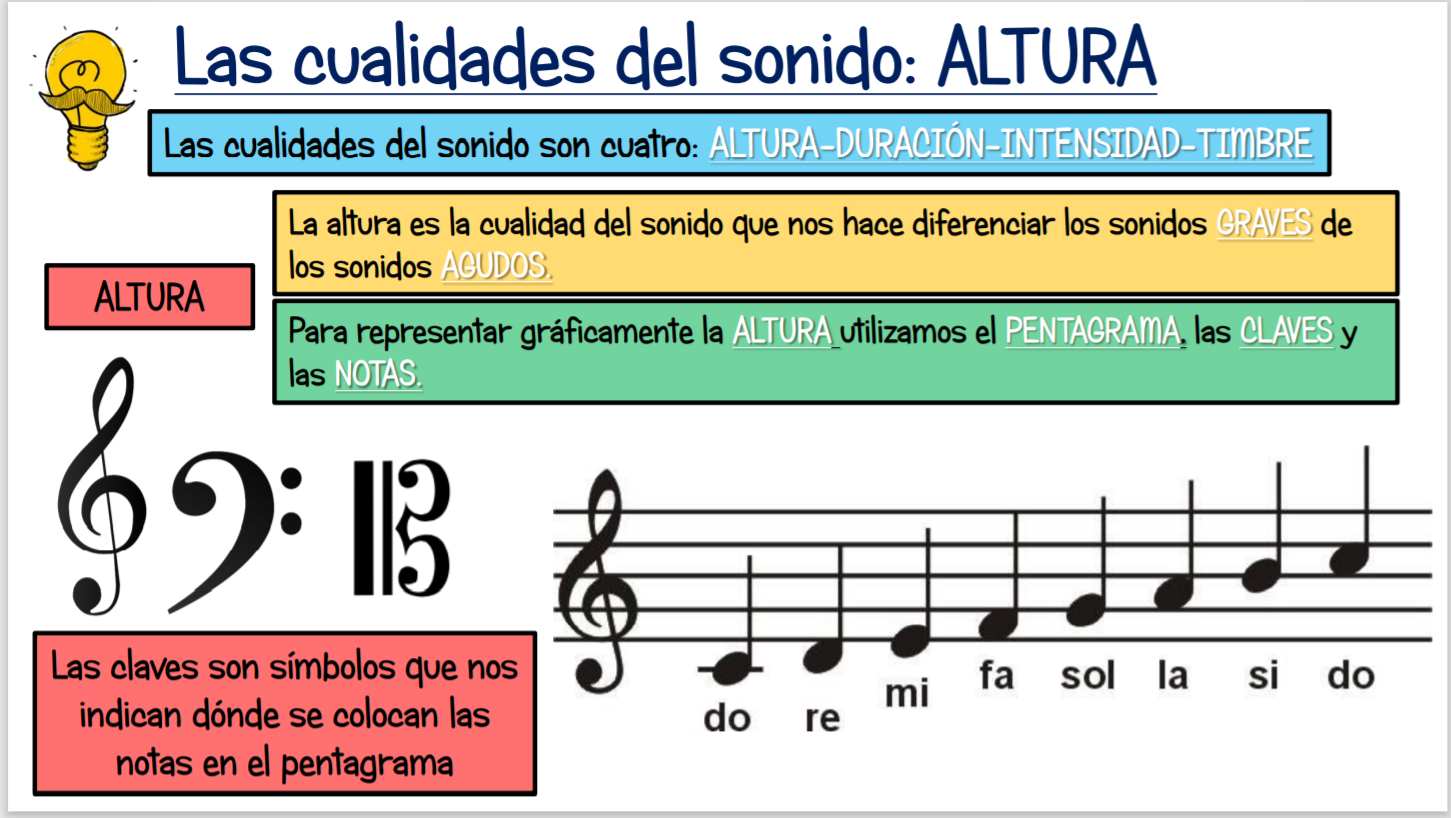 Las cualidades del sonido: ALTURA
Las cualidades del sonido son cuatro: ALTURA-DURACIÓN-INTENSIDAD-TIMBRE
La altura es la cualidad del sonido que nos hace diferenciar los sonidos GRAVES de
los sonidos AGUDOS.
ALTURA
Para representar gráficamente la ALTURA utilizamos el PENTAGRAMA, las CLAVES y
las NOTAS.
Las claves son símbolos que nos
indican dónde se colocan las
notas en el pentagrama
do re mi fa sol la si do